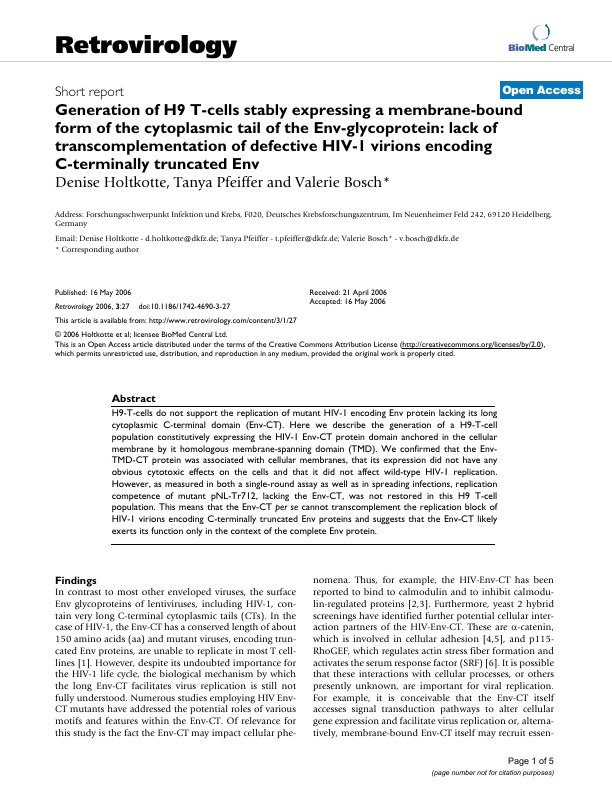 Retrovirology
BioMed Central
Short report
Open Access
Generation of H9 T-cells stably expressing a membrane-bound
form of the cytoplasmic tail of the Env-glycoprotein: lack of
transcomplementation of defective HIV-1 virions encoding
C-terminally truncated Env
Denise Holtkotte, Tanya Pfeiffer and Valerie Bosch*
Address: Forschungsschwerpunkt Infektion und Krebs, F020, Deutsches Krebsforschungszentrum, Im Neuenheimer Feld 242, 69120 Heidelberg,
Germany
Email: Denise Holtkotte - d.holtkotte@dkfz.de; Tanya Pfeiffer - t.pfeiffer@dkfz.de; Valerie Bosch* - v.bosch@dkfz.de
* Corresponding author
Published: 16 May 2006
Retrovirology 2006, 3:27 doi:10.1186/1742-4690-3-27
Received: 21 April 2006
Accepted: 16 May 2006
This article is available from: http://www.retrovirology.com/content/3/1/27
© 2006 Holtkotte et al; licensee BioMed Central Ltd.
This is an Open Access article distributed under the terms of the Creative Commons Attribution License (http://creativecommons.org/licenses/by/2.0),
which permits unrestricted use, distribution, and reproduction in any medium, provided the original work is properly cited.
Abstract
H9-T-cells do not support the replication of mutant HIV-1 encoding Env protein lacking its long
cytoplasmic C-terminal domain (Env-CT). Here we describe the generation of a H9-T-cell
population constitutively expressing the HIV-1 Env-CT protein domain anchored in the cellular
membrane by it homologous membrane-spanning domain (TMD). We confirmed that the Env-
TMD-CT protein was associated with cellular membranes, that its expression did not have any
obvious cytotoxic effects on the cells and that it did not affect wild-type HIV-1 replication.
However, as measured in both a single-round assay as well as in spreading infections, replication
competence of mutant pNL-Tr712, lacking the Env-CT, was not restored in this H9 T-cell
population. This means that the Env-CT per se cannot transcomplement the replication block of
HIV-1 virions encoding C-terminally truncated Env proteins and suggests that the Env-CT likely
exerts its function only in the context of the complete Env protein.
Findings
In contrast to most other enveloped viruses, the surface
Env glycoproteins of lentiviruses, including HIV-1, con-
tain very long C-terminal cytoplasmic tails (CTs). In the
case of HIV-1, the Env-CT has a conserved length of about
150 amino acids (aa) and mutant viruses, encoding trun-
cated Env proteins, are unable to replicate in most T cell-
lines [1]. However, despite its undoubted importance for
the HIV-1 life cycle, the biological mechanism by which
the long Env-CT facilitates virus replication is still not
fully understood. Numerous studies employing HIV Env-
CT mutants have addressed the potential roles of various
motifs and features within the Env-CT. Of relevance for
this study is the fact the Env-CT may impact cellular phe-
nomena. Thus, for example, the HIV-Env-CT has been
reported to bind to calmodulin and to inhibit calmodu-
lin-regulated proteins [2,3]. Furthermore, yeast 2 hybrid
screenings have identified further potential cellular inter-
action partners of the HIV-Env-CT. These are α-catenin,
which is involved in cellular adhesion [4,5], and p115-
RhoGEF, which regulates actin stress fiber formation and
activates the serum response factor (SRF) [6]. It is possible
that these interactions with cellular processes, or others
presently unknown, are important for viral replication.
For example, it is conceivable that the Env-CT itself
accesses signal transduction pathways to alter cellular
gene expression and facilitate virus replication or, alterna-
tively, membrane-bound Env-CT itself may recruit essen-
Page 1 of 5
(page number not for citation purposes)